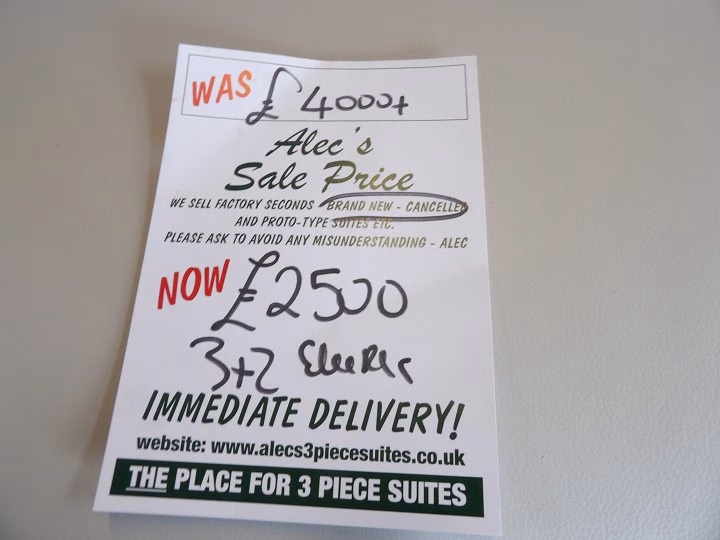 WAS £4000+
Alec's
Sale Price
WE SELL FACTORY SECONDS - BRAND NEW - CANCELLED
AND PROTO-TYPE SUITES ETC.
PLEASE ASK TO AVOID ANY MISUNDERSTANDING - ALEC
NOW £2500
3+2 Electric
IMMEDIATE DELIVERY!
website: www.alecs3piecesuites.co.uk
THE PLACE FOR 3 PIECE SUITES